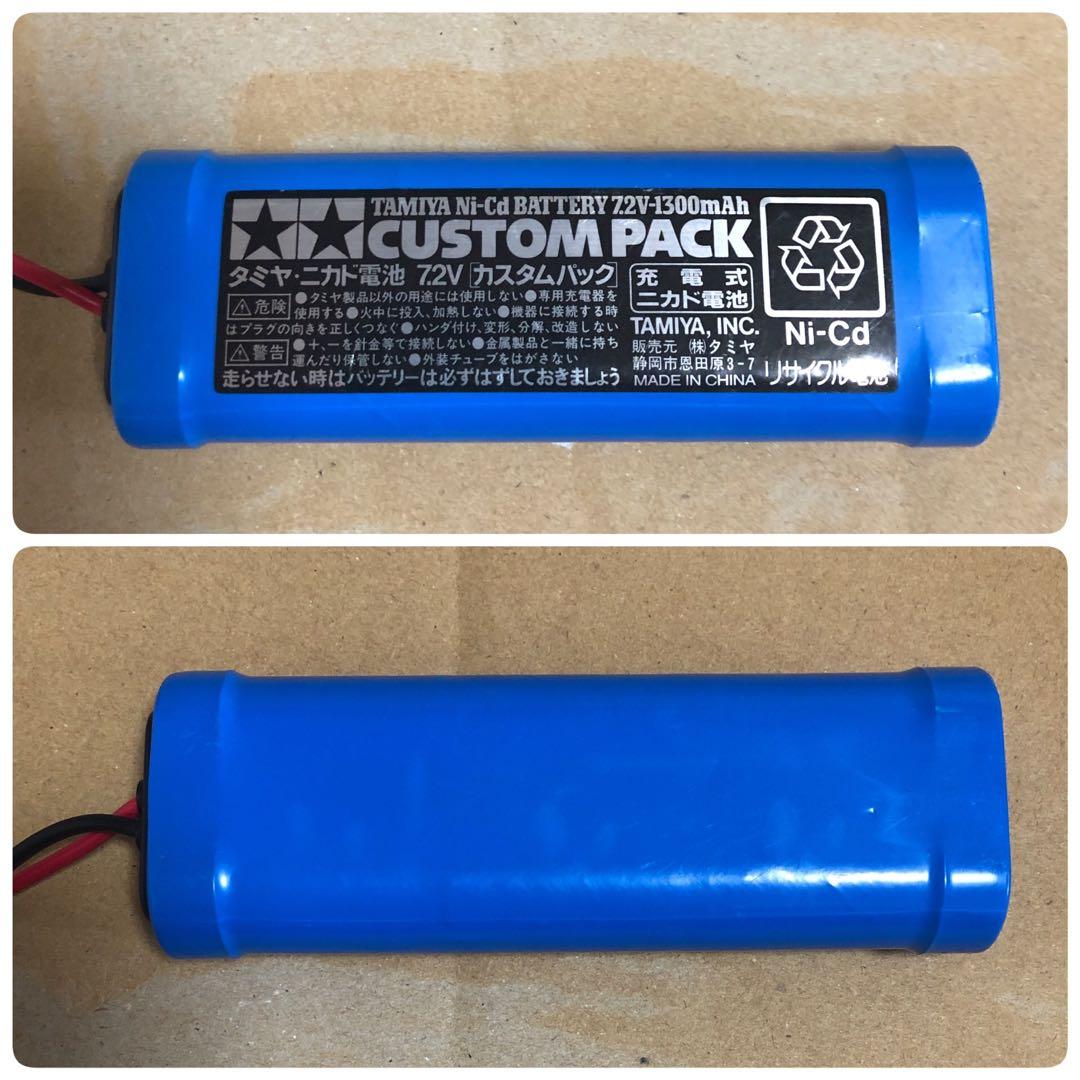 TAMIYA Ni-Cd BATTERY 7.2V-1300mAh
CUSTOM PACK
タミヤ・ニカド電池 7.2V [カスタムパック]
危険 ●タミヤ製品以外の用途には使用しない●専用充電器を
使用する●火中に投入、加熱しない●機器に接続する時
はプラグの向きを正しくつなぐ●ハンダ付け、変形、分解、改造しない
警告 ●+、-を針金等で接続しない●金属製品と一緒に持ち
運んだり保管しない●外装チューブをはがさない
走らせない時はバッテリーは必ずはずしておきましょう
充電式
ニカド電池
TAMIYA, INC.
販売元 ㈱タミヤ
静岡市恩田原3-7
MADE IN CHINA
Ni-Cd
リサイクル電池